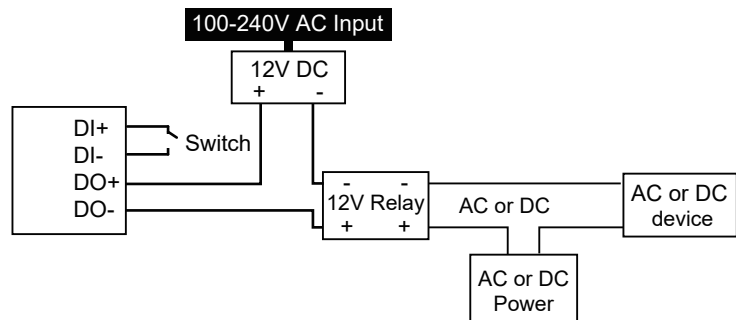 100-240V AC Input
12V DC
+ -
DI+
DI-
DO+
DO-
Switch
- -
12V Relay
+ +
AC or DC
AC or DC
device
AC or DC
Power